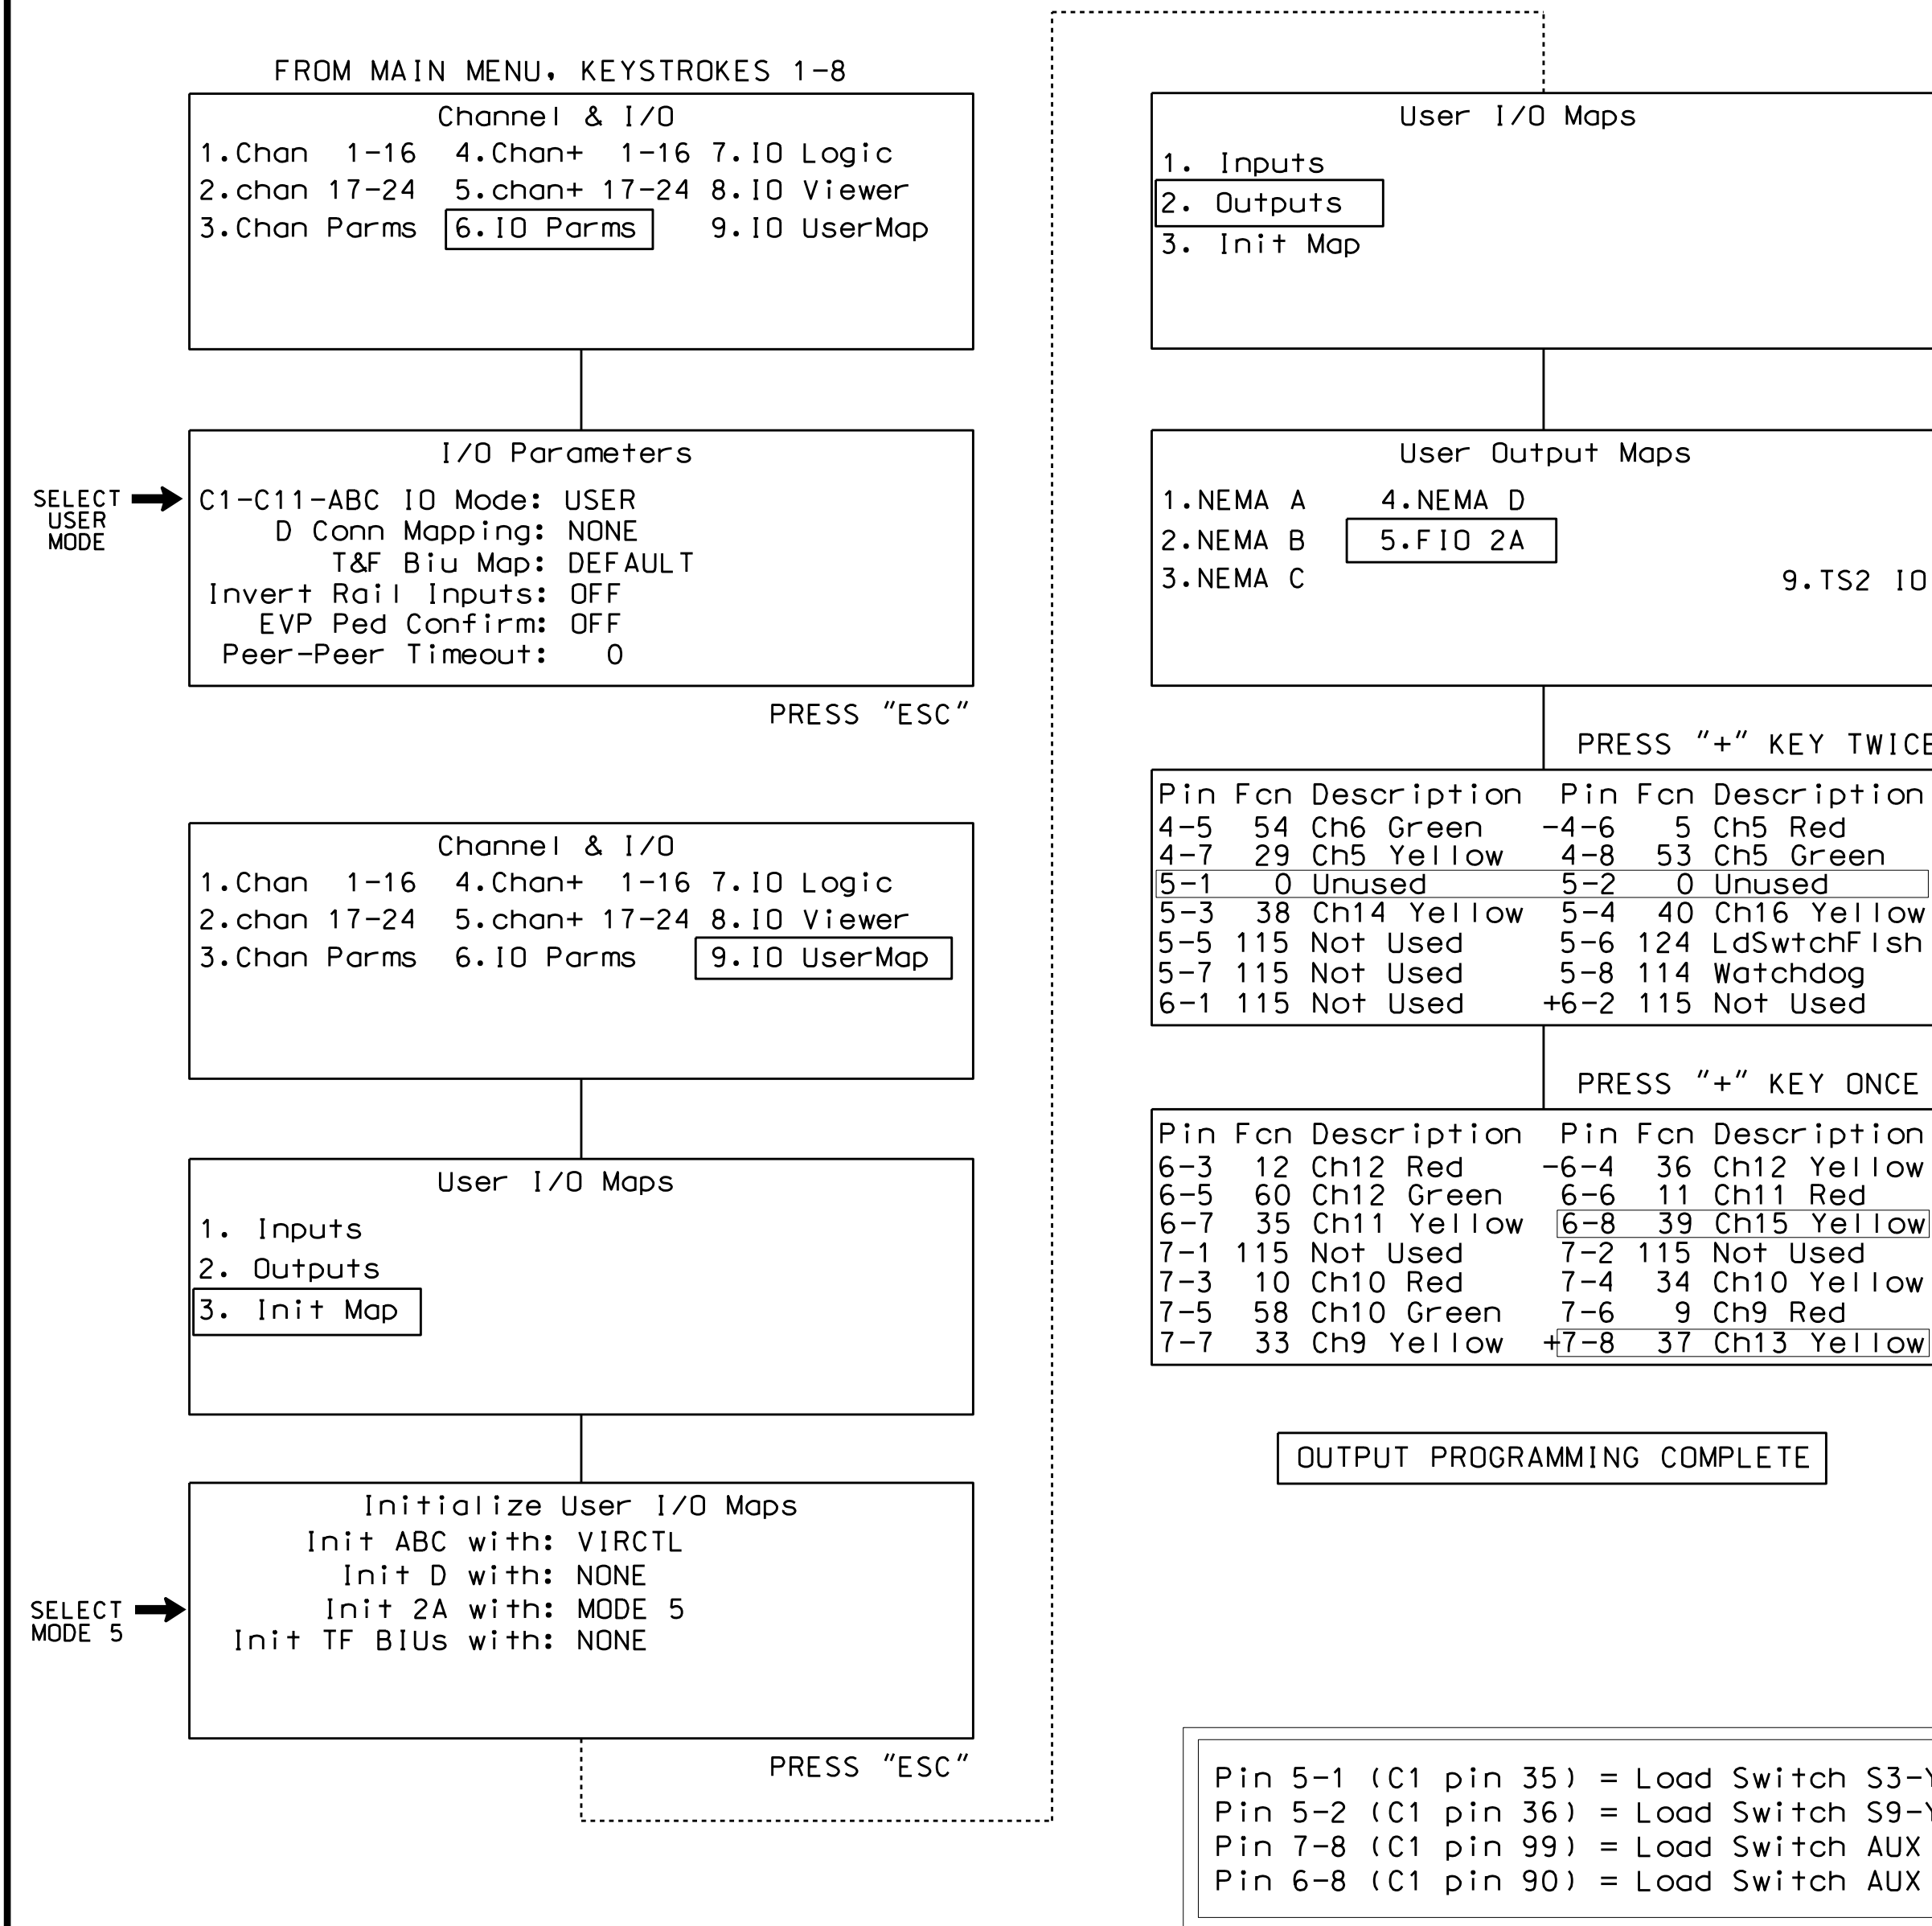 FROM MAIN MENU, KEYSTROKES 1-8
Channel & I/O
1.Chan 1-16 4.Chan+ 1-16 7.IO Logic
2.chan 17-24 5.chan+ 17-24 8.IO Viewer
3.Chan Parms 6.IO Parms 9.IO UserMap
I/O Parameters
SELECT USER MODE
C1-C11-ABC IO Mode: USER
D Conn Mapping: NONE
T&F Biu Map: DEFAULT
Invert Rail Inputs: OFF
EVP Ped Confirm: OFF
Peer-Peer Timeout: 0
PRESS "ESC"
Channel & I/O
1.Chan 1-16 4.Chan+ 1-16 7.IO Logic
2.chan 17-24 5.chan+ 17-24 8.IO Viewer
3.Chan Parms 6.IO Parms 9.IO UserMap
User I/O Maps
1. Inputs
2. Outputs
3. Init Map
Initialize User I/O Maps
Init ABC with: VIRCTL
Init D with: NONE
SELECT MODE 5
Init 2A with: MODE 5
Init TF BIUs with: NONE
PRESS "ESC"
User I/O Maps
1. Inputs
2. Outputs
3. Init Map
User Output Maps
1.NEMA A 4.NEMA D
2.NEMA B 5.FIO 2A
3.NEMA C 9.TS2 IO
PRESS "+" KEY TWICE
Pin Fcn Description Pin Fcn Description
4-5 54 Ch6 Green -4-6 5 Ch5 Red
4-7 29 Ch5 Yellow 4-8 53 Ch5 Green
5-1 0 Unused 5-2 0 Unused
5-3 38 Ch14 Yellow 5-4 40 Ch16 Yellow
5-5 115 Not Used 5-6 124 LdSwtchFlsh
5-7 115 Not Used 5-8 114 Watchdog
6-1 115 Not Used +6-2 115 Not Used
PRESS "+" KEY ONCE
Pin Fcn Description Pin Fcn Description
6-3 12 Ch12 Red -6-4 36 Ch12 Yellow
6-5 60 Ch12 Green 6-6 11 Ch11 Red
6-7 35 Ch11 Yellow 6-8 39 Ch15 Yellow
7-1 115 Not Used 7-2 115 Not Used
7-3 10 Ch10 Red 7-4 34 Ch10 Yellow
7-5 58 Ch10 Green 7-6 9 Ch9 Red
7-7 33 Ch9 Yellow +7-8 37 Ch13 Yellow
OUTPUT PROGRAMMING COMPLETE
Pin 5-1 (C1 pin 35) = Load Switch S3-Y
Pin 5-2 (C1 pin 36) = Load Switch S9-Y
Pin 7-8 (C1 pin 99) = Load Switch AUX
Pin 6-8 (C1 pin 90) = Load Switch AUX